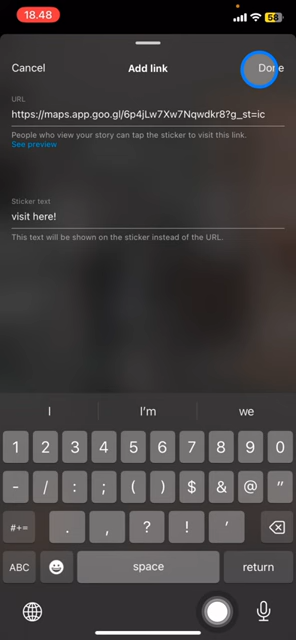 18.48
58
Cancel
Add link
Done
URL
https://maps.app.goo.gl/6p4jLw7Xw7Nqwdkr8?g_st=ic
People who view your story can tap the sticker to visit this link.
See preview
Sticker text
visit here!
This text will be shown on the sticker instead of the URL.
I
I'm
we
1 2 3 4 5 6 7 8 9 0
- / : ; ( ) $ & @ "
#+= . , ? ! '
ABC space return